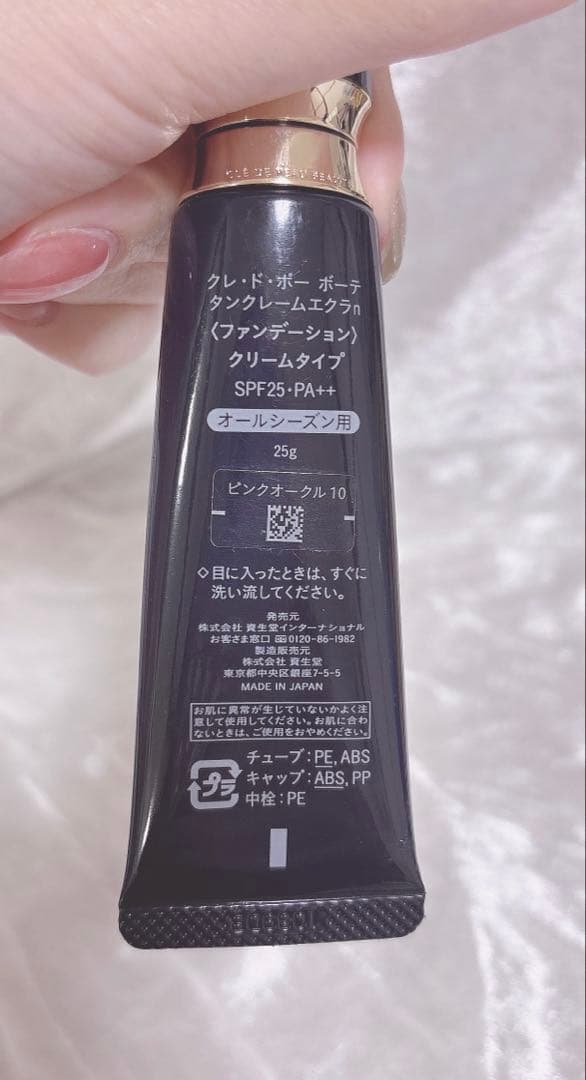 CLÉ DE PEAU BEAUTÉ
クレ・ド・ポー ボーテ
タンクレームエクラn
〈ファンデーション〉
クリームタイプ
SPF25・PA++
オールシーズン用
25g
ピンクオークル10
◇目に入ったときは、すぐに
洗い流してください。
発売元
株式会社 資生堂インターナショナル
お客さま窓口 0120-86-1982
製造販売元
株式会社 資生堂
東京都中央区銀座7-5-5
MADE IN JAPAN
お肌に異常が生じていないかよく注
意して使用してください。お肌に合わ
ないときは、ご使用をおやめください。
チューブ:PE, ABS
プラ キャップ:ABS, PP
中栓:PE